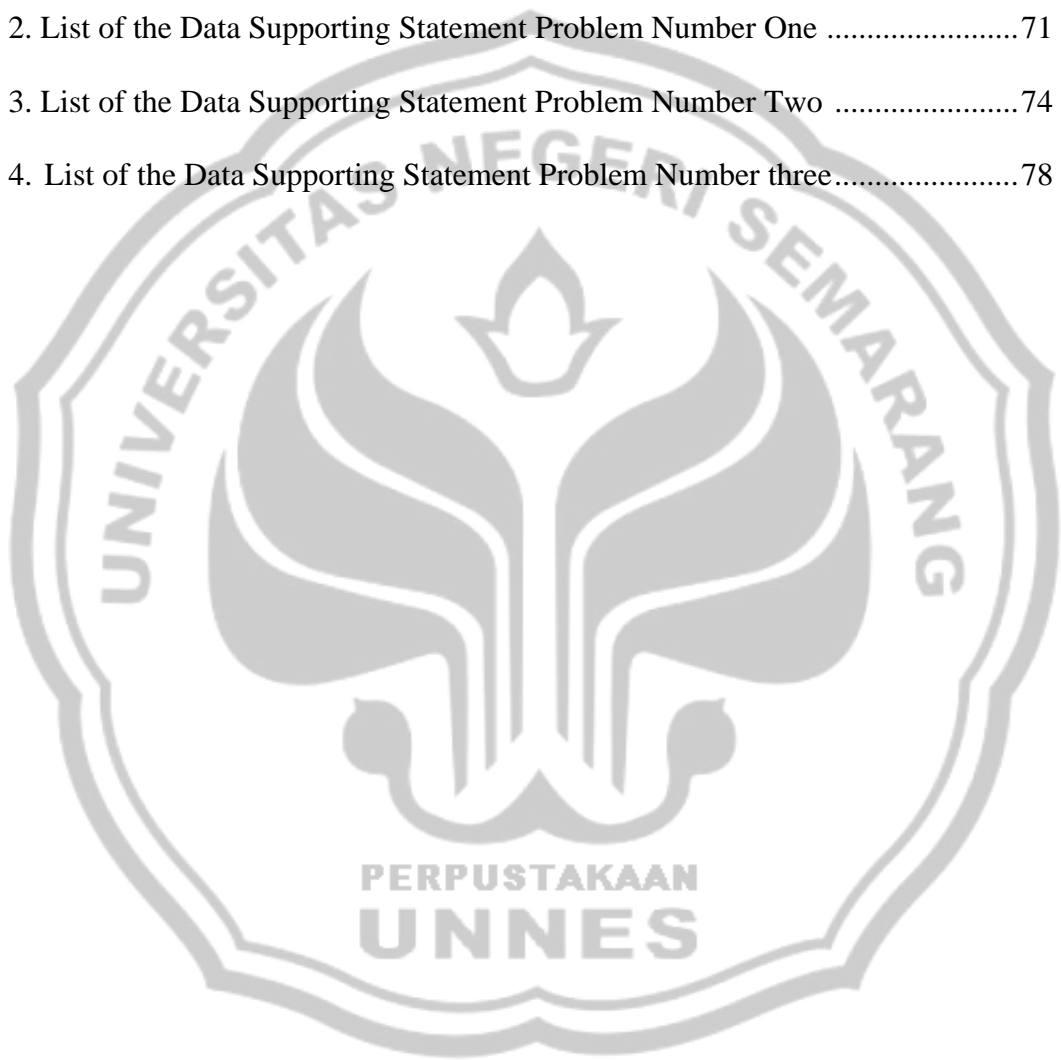 2. List of the Data Supporting Statement Problem Number One .......................71
3. List of the Data Supporting Statement Problem Number Two ......................74
4. List of the Data Supporting Statement Problem Number three......................78
UNIVERSITAS NEGERI SEMARANG
PERPUSTAKAAN
UNNES